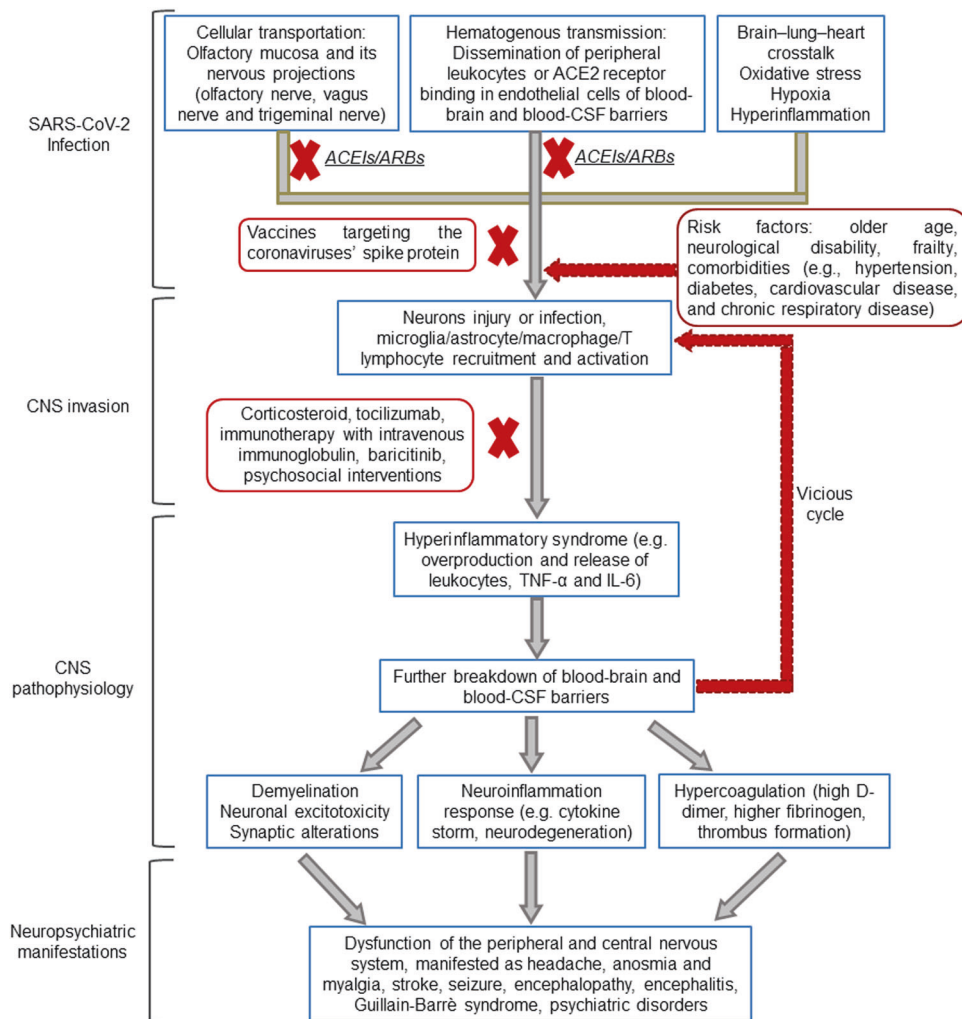 Cellular transportation:
Olfactory mucosa and its
nervous projections
(olfactory nerve, vagus
nerve and trigeminal nerve)
Hematogenous transmission:
Dissemination of peripheral
leukocytes or ACE2 receptor
binding in endothelial cells of blood-
brain and blood-CSF barriers
Brain–lung–heart
crosstalk
Oxidative stress
Hypoxia
Hyperinflammation
SARS-CoV-2
Infection
ACEIs/ARBs
ACEIs/ARBs
Vaccines targeting the
coronaviruses’ spike protein
Risk factors: older age,
neurological disability, frailty,
comorbidities (e.g., hypertension,
diabetes, cardiovascular disease,
and chronic respiratory disease)
Neurons injury or infection,
microglia/astrocyte/macrophage/T
lymphocyte recruitment and activation
CNS invasion
Corticosteroid, tocilizumab,
immunotherapy with intravenous
immunoglobulin, baricitinib,
psychosocial interventions
Vicious
cycle
Hyperinflammatory syndrome (e.g.
overproduction and release of
leukocytes, TNF-α and IL-6)
CNS
pathophysiology
Further breakdown of blood-brain and
blood-CSF barriers
Demyelination
Neuronal excitotoxicity
Synaptic alterations
Neuroinflammation
response (e.g. cytokine
storm, neurodegeneration)
Hypercoagulation (high D-
dimer, higher fibrinogen,
thrombus formation)
Neuropsychiatric
manifestations
Dysfunction of the peripheral and central nervous
system, manifested as headache, anosmia and
myalgia, stroke, seizure, encephalopathy, encephalitis,
Guillain-Barrè syndrome, psychiatric disorders